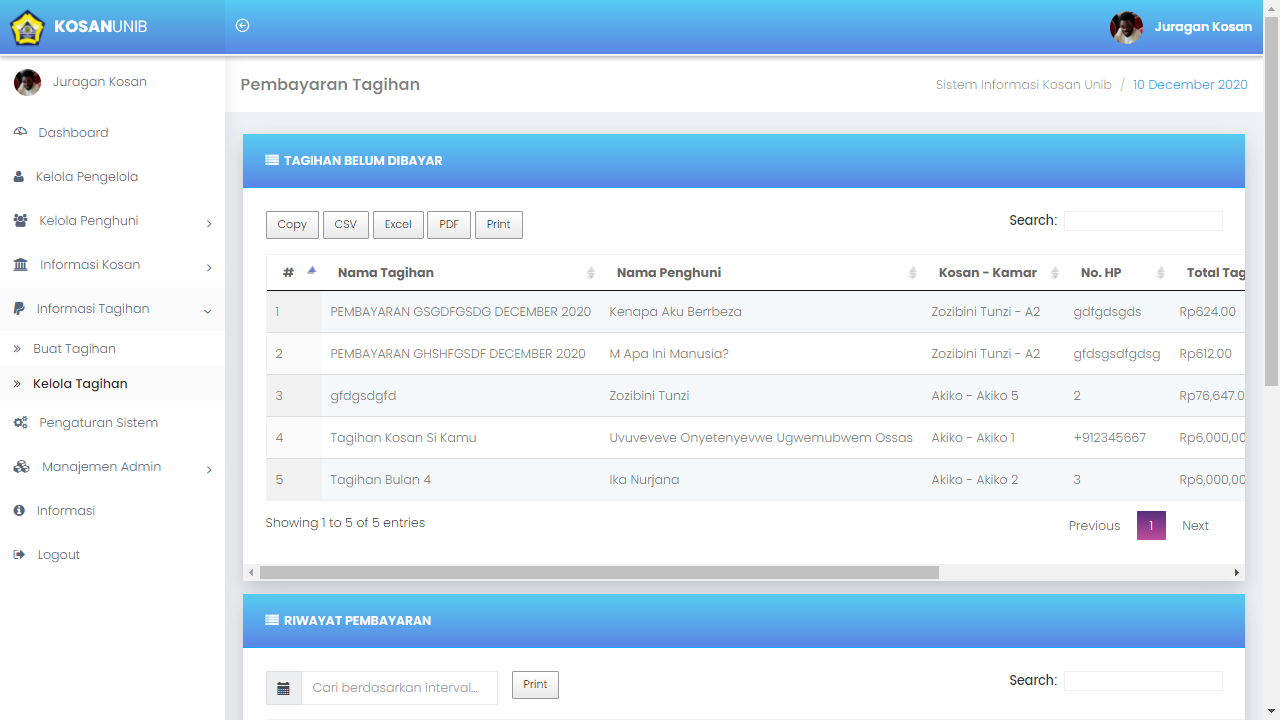 KOSANUNIB
Juragan Kosan
Juragan Kosan
Dashboard
Kelola Pengelola
Kelola Penghuni
Informasi Kosan
Informasi Tagihan
Buat Tagihan
Kelola Tagihan
Pengaturan Sistem
Manajemen Admin
Informasi
Logout
Pembayaran Tagihan
Sistem Informasi Kosan Unib / 10 December 2020
TAGIHAN BELUM DIBAYAR
Copy CSV Excel PDF Print Search:
# Nama Tagihan Nama Penghuni Kosan - Kamar No. HP Total Tag
1 PEMBAYARAN GSGDFGSDG DECEMBER 2020 Kenapa Aku Berrbeza Zozibini Tunzi - A2 gdfgdsgds Rp624.00
2 PEMBAYARAN GHSHFGSDF DECEMBER 2020 M Apa Ini Manusia? Zozibini Tunzi - A2 gfdsgsdfgdsg Rp612.00
3 gfdgsdgfd Zozibini Tunzi Akiko - Akiko 5 2 Rp76,647.0
4 Tagihan Kosan Si Kamu Uvuveveve Onyetenyevwe Ugwemubwem Ossas Akiko - Akiko 1 +912345667 Rp6,000,00
5 Tagihan Bulan 4 Ika Nurjana Akiko - Akiko 2 3 Rp6,000,00
Showing 1 to 5 of 5 entries Previous 1 Next
RIWAYAT PEMBAYARAN
Cari berdasarkan interval... Print Search: